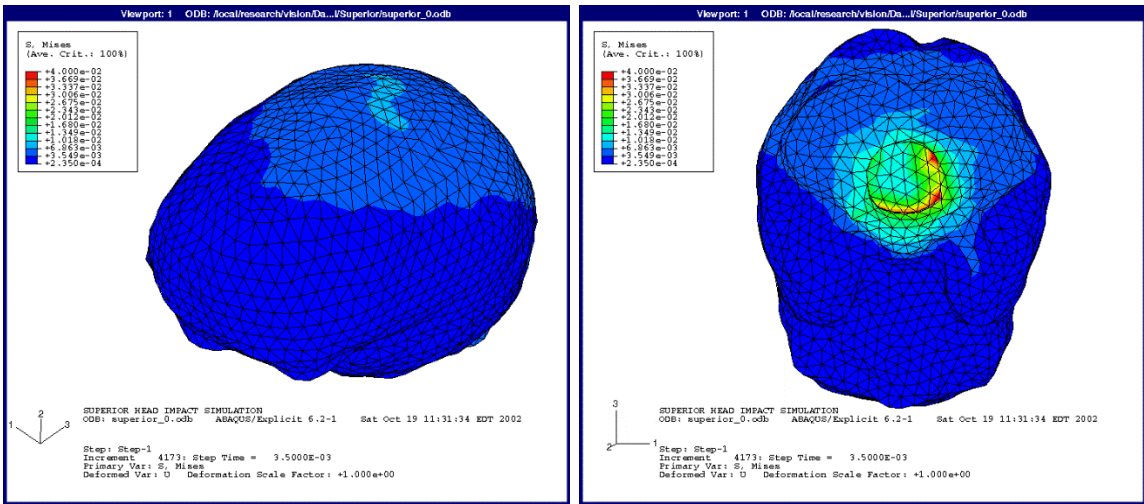 Viewport: 1 ODB: /local/research/vision/Da...l/Superior/superior_0.odb
S, Mises
(Ave. Crit.: 100%)
+4.000e-02
+3.669e-02
+3.337e-02
+3.006e-02
+2.675e-02
+2.343e-02
+2.012e-02
+1.680e-02
+1.349e-02
+1.018e-02
+6.863e-03
+3.549e-03
+2.350e-04
2
1
3
SUPERIOR HEAD IMPACT SIMULATION
ODB: superior_0.odb ABAQUS/Explicit 6.2-1 Sat Oct 19 11:31:34 EDT 2002
Step: Step-1
Increment 4173: Step Time = 3.5000E-03
Primary Var: S, Mises
Deformed Var: U Deformation Scale Factor: +1.000e+00
Viewport: 1 ODB: /local/research/vision/Da...l/Superior/superior_0.odb
S, Mises
(Ave. Crit.: 100%)
+4.000e-02
+3.669e-02
+3.337e-02
+3.006e-02
+2.675e-02
+2.343e-02
+2.012e-02
+1.680e-02
+1.349e-02
+1.018e-02
+6.863e-03
+3.549e-03
+2.350e-04
3
2
1
SUPERIOR HEAD IMPACT SIMULATION
ODB: superior_0.odb ABAQUS/Explicit 6.2-1 Sat Oct 19 11:31:34 EDT 2002
Step: Step-1
Increment 4173: Step Time = 3.5000E-03
Primary Var: S, Mises
Deformed Var: U Deformation Scale Factor: +1.000e+00